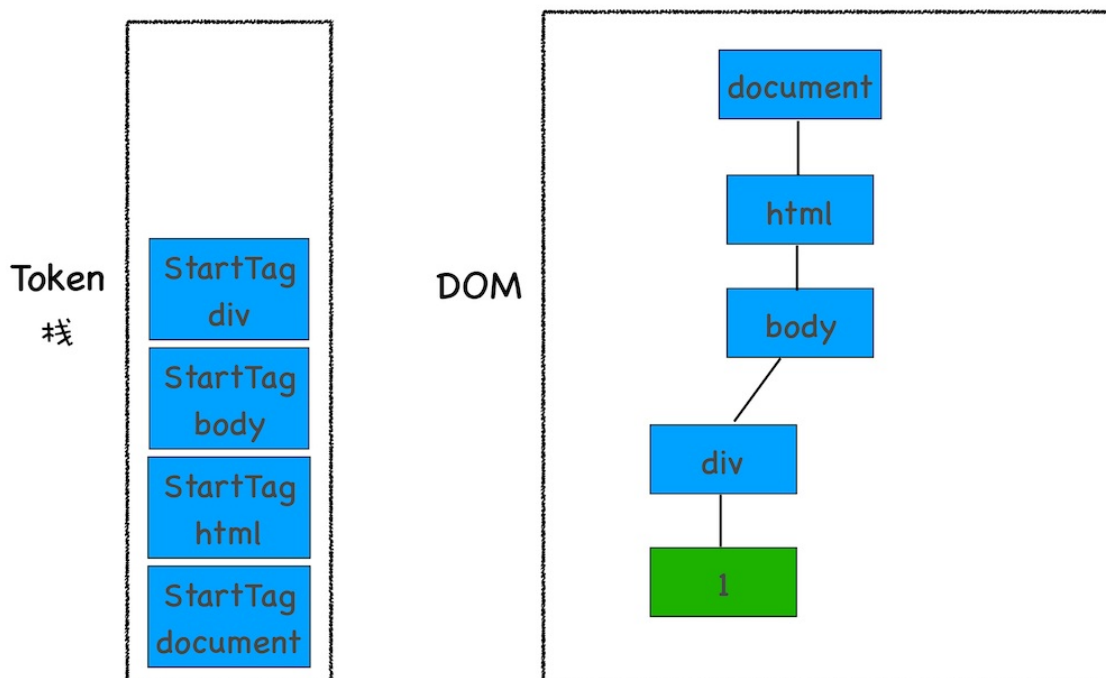 Token
栈
StartTag
div
StartTag
body
StartTag
html
StartTag
document
DOM
document
html
body
div
1